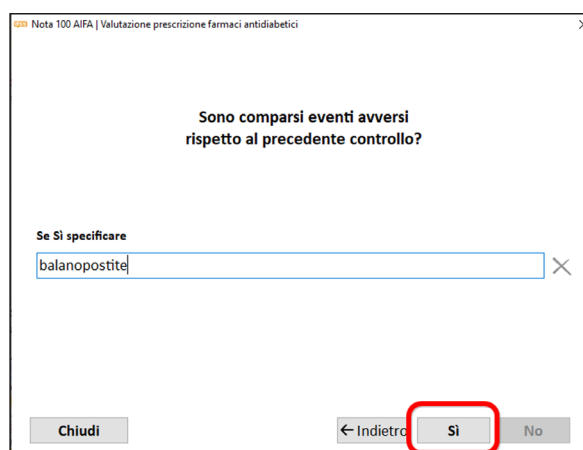 Nota 100 AIFA | Valutazione prescrizione farmaci antidiabetici
Sono comparsi eventi avversi
rispetto al precedente controllo?
Se Sì specificare
balanopostite
Chiudi
← Indietro
Sì
No